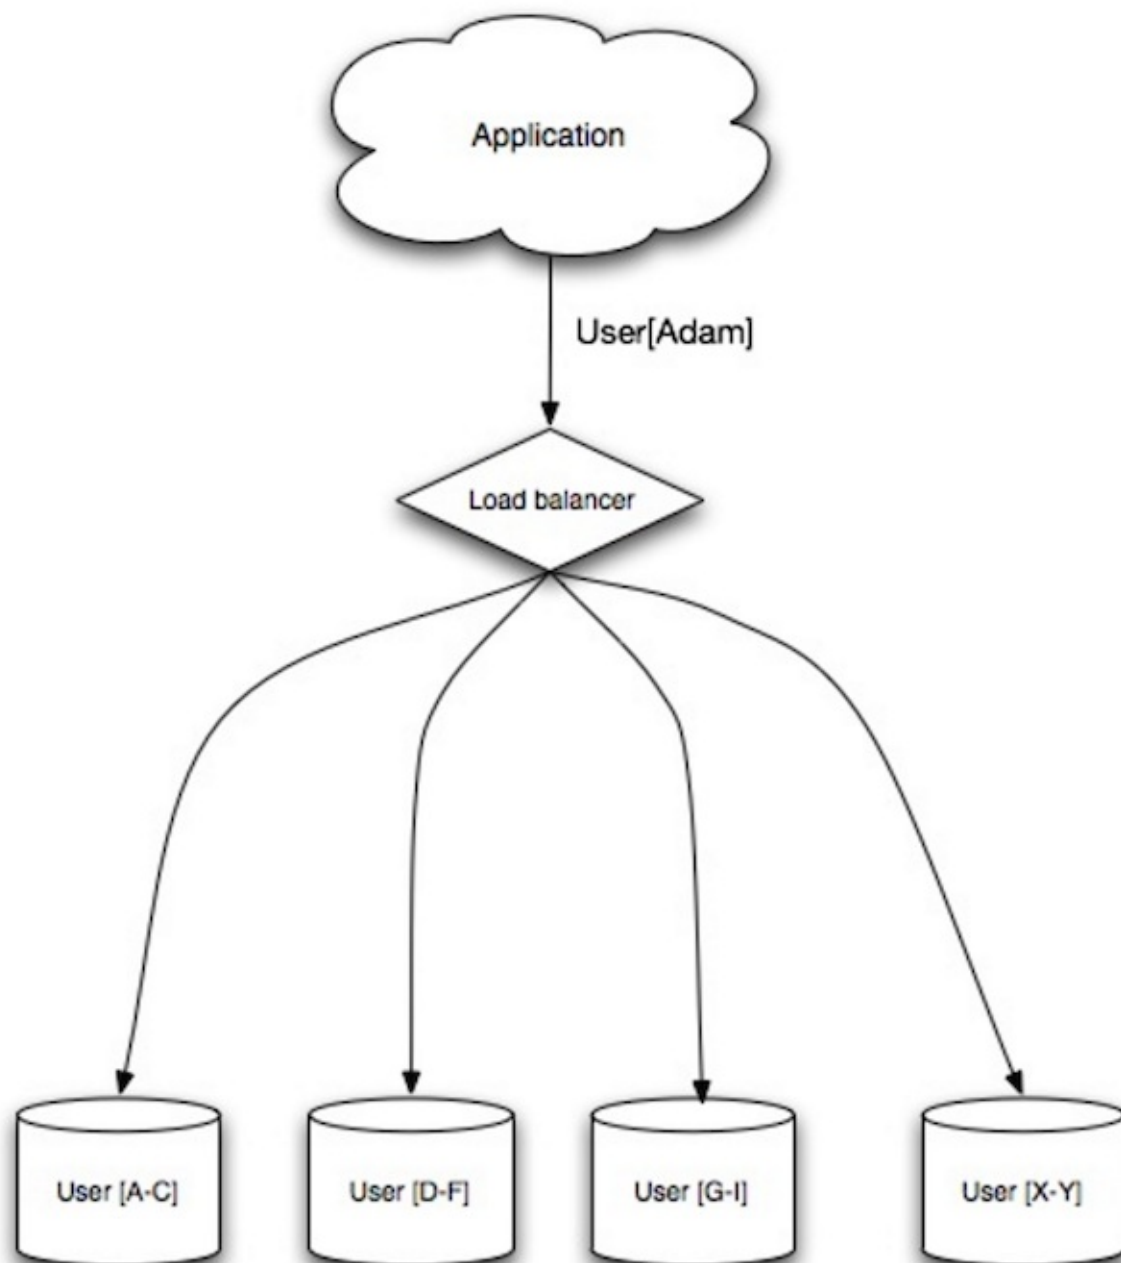 Application
User[Adam]
Load balancer
User [A-C]
User [D-F]
User [G-I]
User [X-Y]